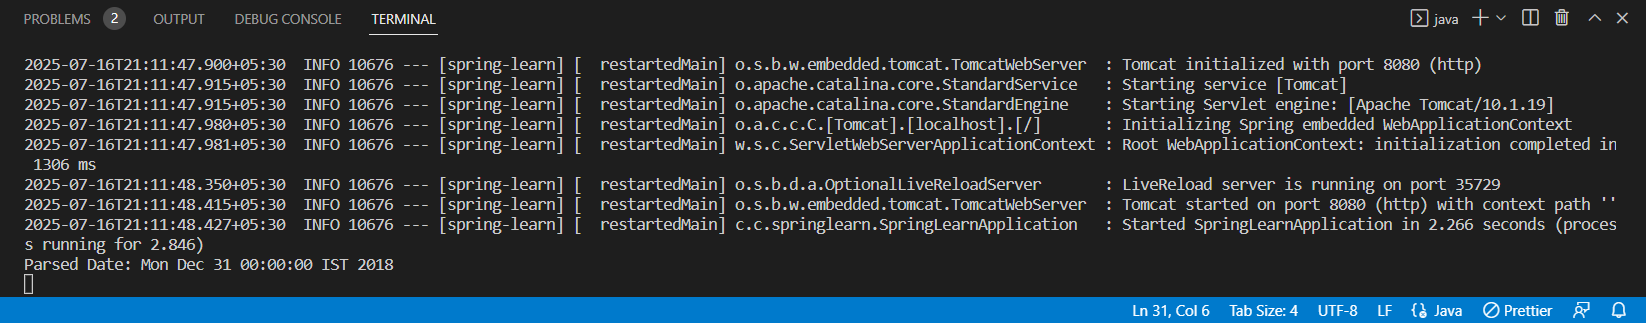 PROBLEMS 2 OUTPUT DEBUG CONSOLE TERMINAL java
2025-07-16T21:11:47.900+05:30  INFO 10676 --- [spring-learn] [  restartedMain] o.s.b.w.embedded.tomcat.TomcatWebServer  : Tomcat initialized with port 8080 (http)
2025-07-16T21:11:47.915+05:30  INFO 10676 --- [spring-learn] [  restartedMain] o.apache.catalina.core.StandardService   : Starting service [Tomcat]
2025-07-16T21:11:47.915+05:30  INFO 10676 --- [spring-learn] [  restartedMain] o.apache.catalina.core.StandardEngine    : Starting Servlet engine: [Apache Tomcat/10.1.19]
2025-07-16T21:11:47.980+05:30  INFO 10676 --- [spring-learn] [  restartedMain] o.a.c.c.C.[Tomcat].[localhost].[/]       : Initializing Spring embedded WebApplicationContext
2025-07-16T21:11:47.981+05:30  INFO 10676 --- [spring-learn] [  restartedMain] w.s.c.ServletWebServerApplicationContext : Root WebApplicationContext: initialization completed in
 1306 ms
2025-07-16T21:11:48.350+05:30  INFO 10676 --- [spring-learn] [  restartedMain] o.s.b.d.a.OptionalLiveReloadServer       : LiveReload server is running on port 35729
2025-07-16T21:11:48.415+05:30  INFO 10676 --- [spring-learn] [  restartedMain] o.s.b.w.embedded.tomcat.TomcatWebServer  : Tomcat started on port 8080 (http) with context path ''
2025-07-16T21:11:48.427+05:30  INFO 10676 --- [spring-learn] [  restartedMain] c.c.springlearn.SpringLearnApplication   : Started SpringLearnApplication in 2.266 seconds (proces
s running for 2.846)
Parsed Date: Mon Dec 31 00:00:00 IST 2018
Ln 31, Col 6 Tab Size: 4 UTF-8 LF Java Prettier